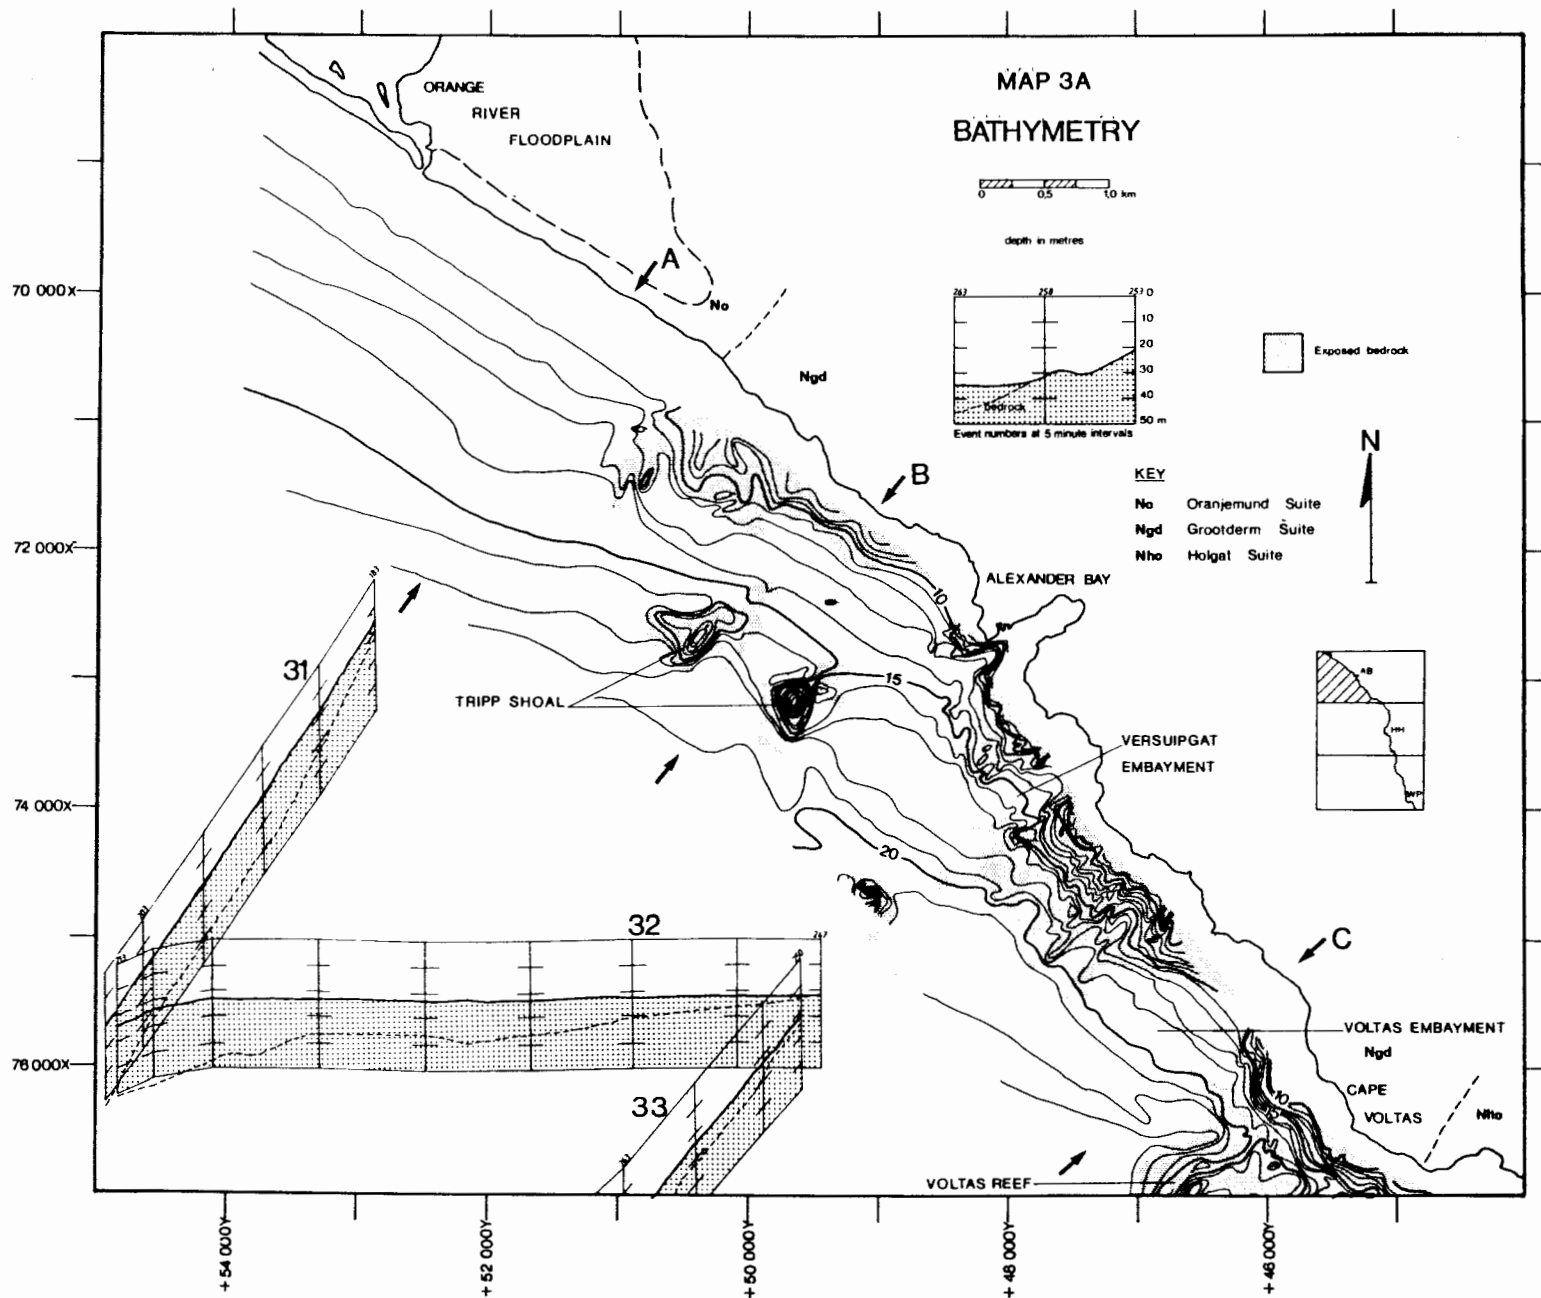 MAP 3A
BATHYMETRY
0 0,5 1,0 km
depth in metres
ORANGE
RIVER
FLOODPLAIN
A
No
Ngd
70 000X
263 258 253 0
10
20
30
40
50 m
bedrock
Event numbers at 5 minute intervals
Exposed bedrock
N
KEY
No Oranjemund Suite
Ngd Grootderm Suite
Nho Holgat Suite
B
72 000X
ALEXANDER BAY
10
31
TRIPP SHOAL
15
VERSUIPGAT
EMBAYMENT
AB
HH
WP
74 000X
20
32
247
C
VOLTAS EMBAYMENT
Ngd
76 000X
33
10
15
CAPE
VOLTAS
Nho
VOLTAS REEF
+54 000Y
+52 000Y
+50 000Y
+48 000Y
+46 000Y